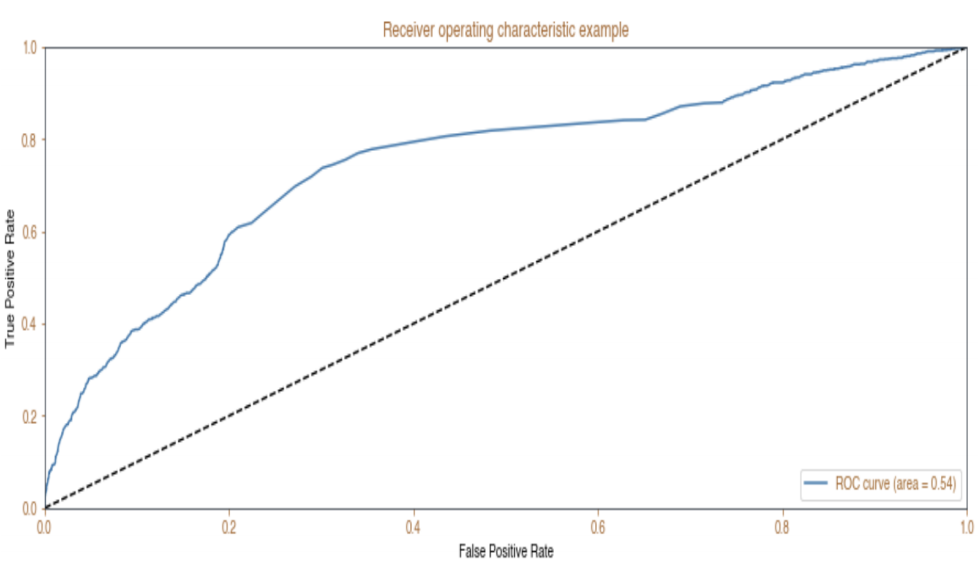 Receiver operating characteristic example
1.0
0.8
0.6
0.4
0.2
0.0
True Positive Rate
ROC curve (area = 0.54)
0.0 0.2 0.4 0.6 0.8 1.0
False Positive Rate